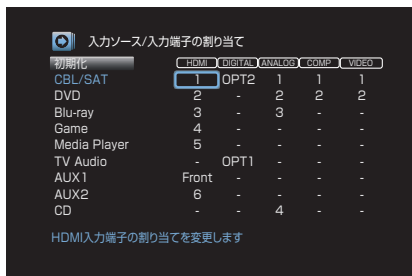 入力ソース/入力端子の割り当て
初期化 HDMI DIGITAL ANALOG COMP VIDEO
CBL/SAT 1 OPT2 1 1 1
DVD 2 - 2 2 2
Blu-ray 3 - 3 - -
Game 4 - - - -
Media Player 5 - - - -
TV Audio - OPT1 - - -
AUX1 Front - - - -
AUX2 6 - - - -
CD - - 4 - -
HDMI入力端子の割り当てを変更します